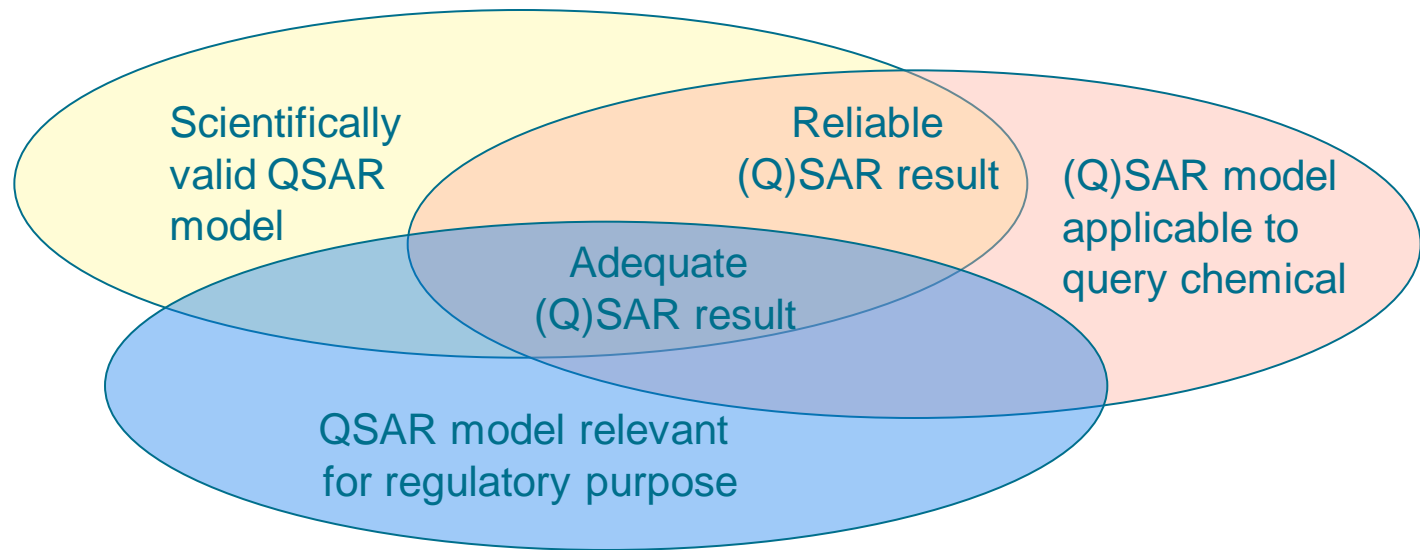 Scientifically
valid QSAR
model
Reliable
(Q)SAR result
(Q)SAR model
applicable to
query chemical
Adequate
(Q)SAR result
QSAR model relevant
for regulatory purpose